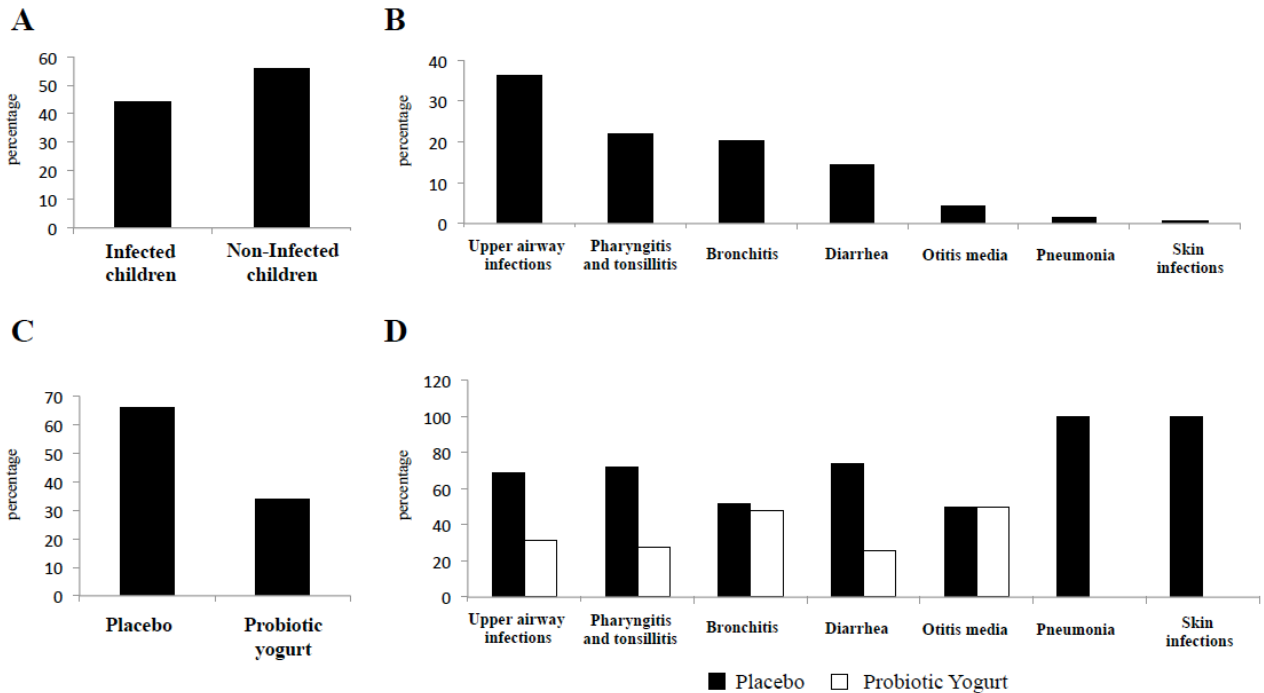 A
percentage
60
50
40
30
20
10
0
Infected
children
Non-Infected
children
B
percentage
40
30
20
10
0
Upper airway
infections
Pharyngitis
and tonsillitis
Bronchitis
Diarrhea
Otitis media
Pneumonia
Skin
infections
C
percentage
70
60
50
40
30
20
10
0
Placebo
Probiotic
yogurt
D
percentage
120
100
80
60
40
20
0
Upper airway
infections
Pharyngitis
and tonsillitis
Bronchitis
Diarrhea
Otitis media
Pneumonia
Skin
infections
Placebo
Probiotic Yogurt